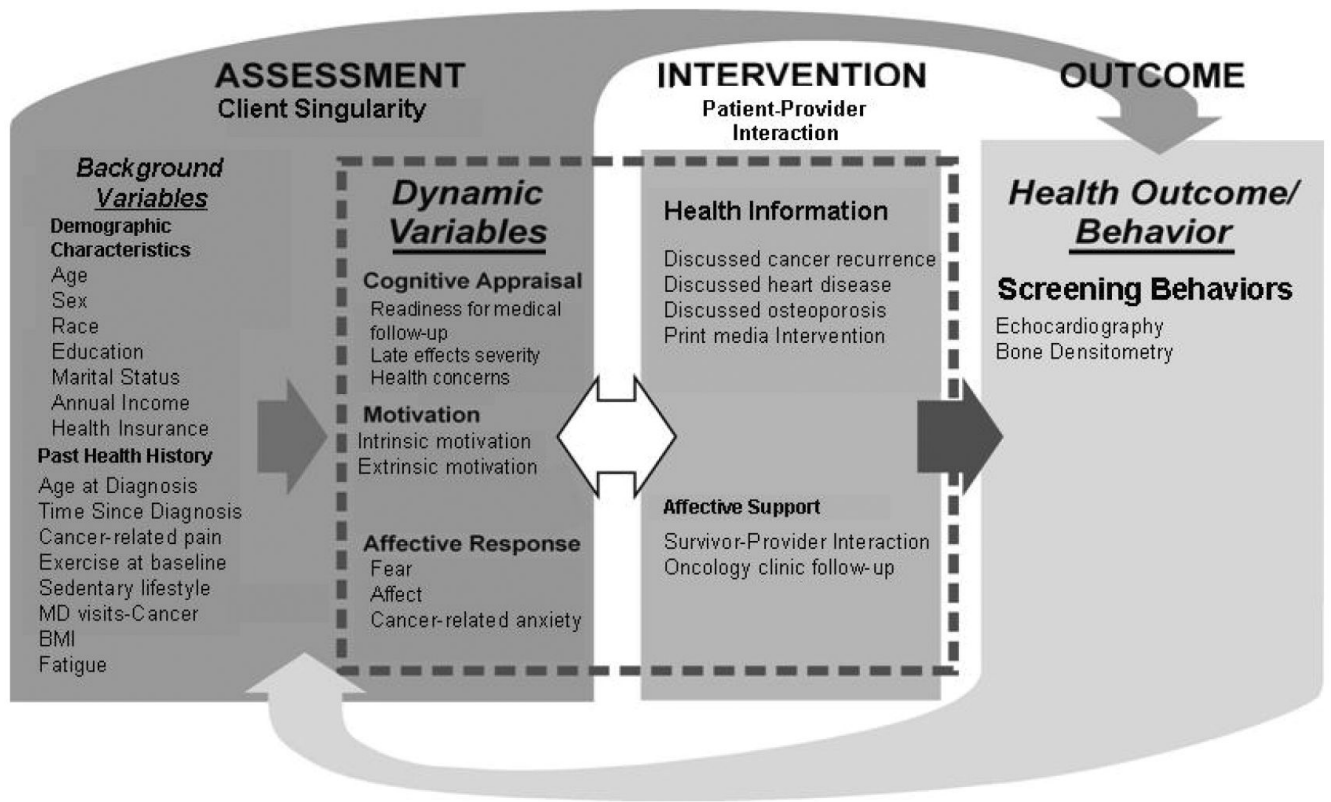 ASSESSMENT
Client Singularity
Background
Variables
Demographic
Characteristics
Age
Sex
Race
Education
Marital Status
Annual Income
Health Insurance
Past Health History
Age at Diagnosis
Time Since Diagnosis
Cancer-related pain
Exercise at baseline
Sedentary lifestyle
MD visits-Cancer
BMI
Fatigue
Dynamic
Variables
Cognitive Appraisal
Readiness for medical
follow-up
Late effects severity
Health concerns
Motivation
Intrinsic motivation
Extrinsic motivation
Affective Response
Fear
Affect
Cancer-related anxiety
INTERVENTION
Patient-Provider
Interaction
Health Information
Discussed cancer recurrence
Discussed heart disease
Discussed osteoporosis
Print media Intervention
Affective Support
Survivor-Provider Interaction
Oncology clinic follow-up
OUTCOME
Health Outcome/
Behavior
Screening Behaviors
Echocardiography
Bone Densitometry